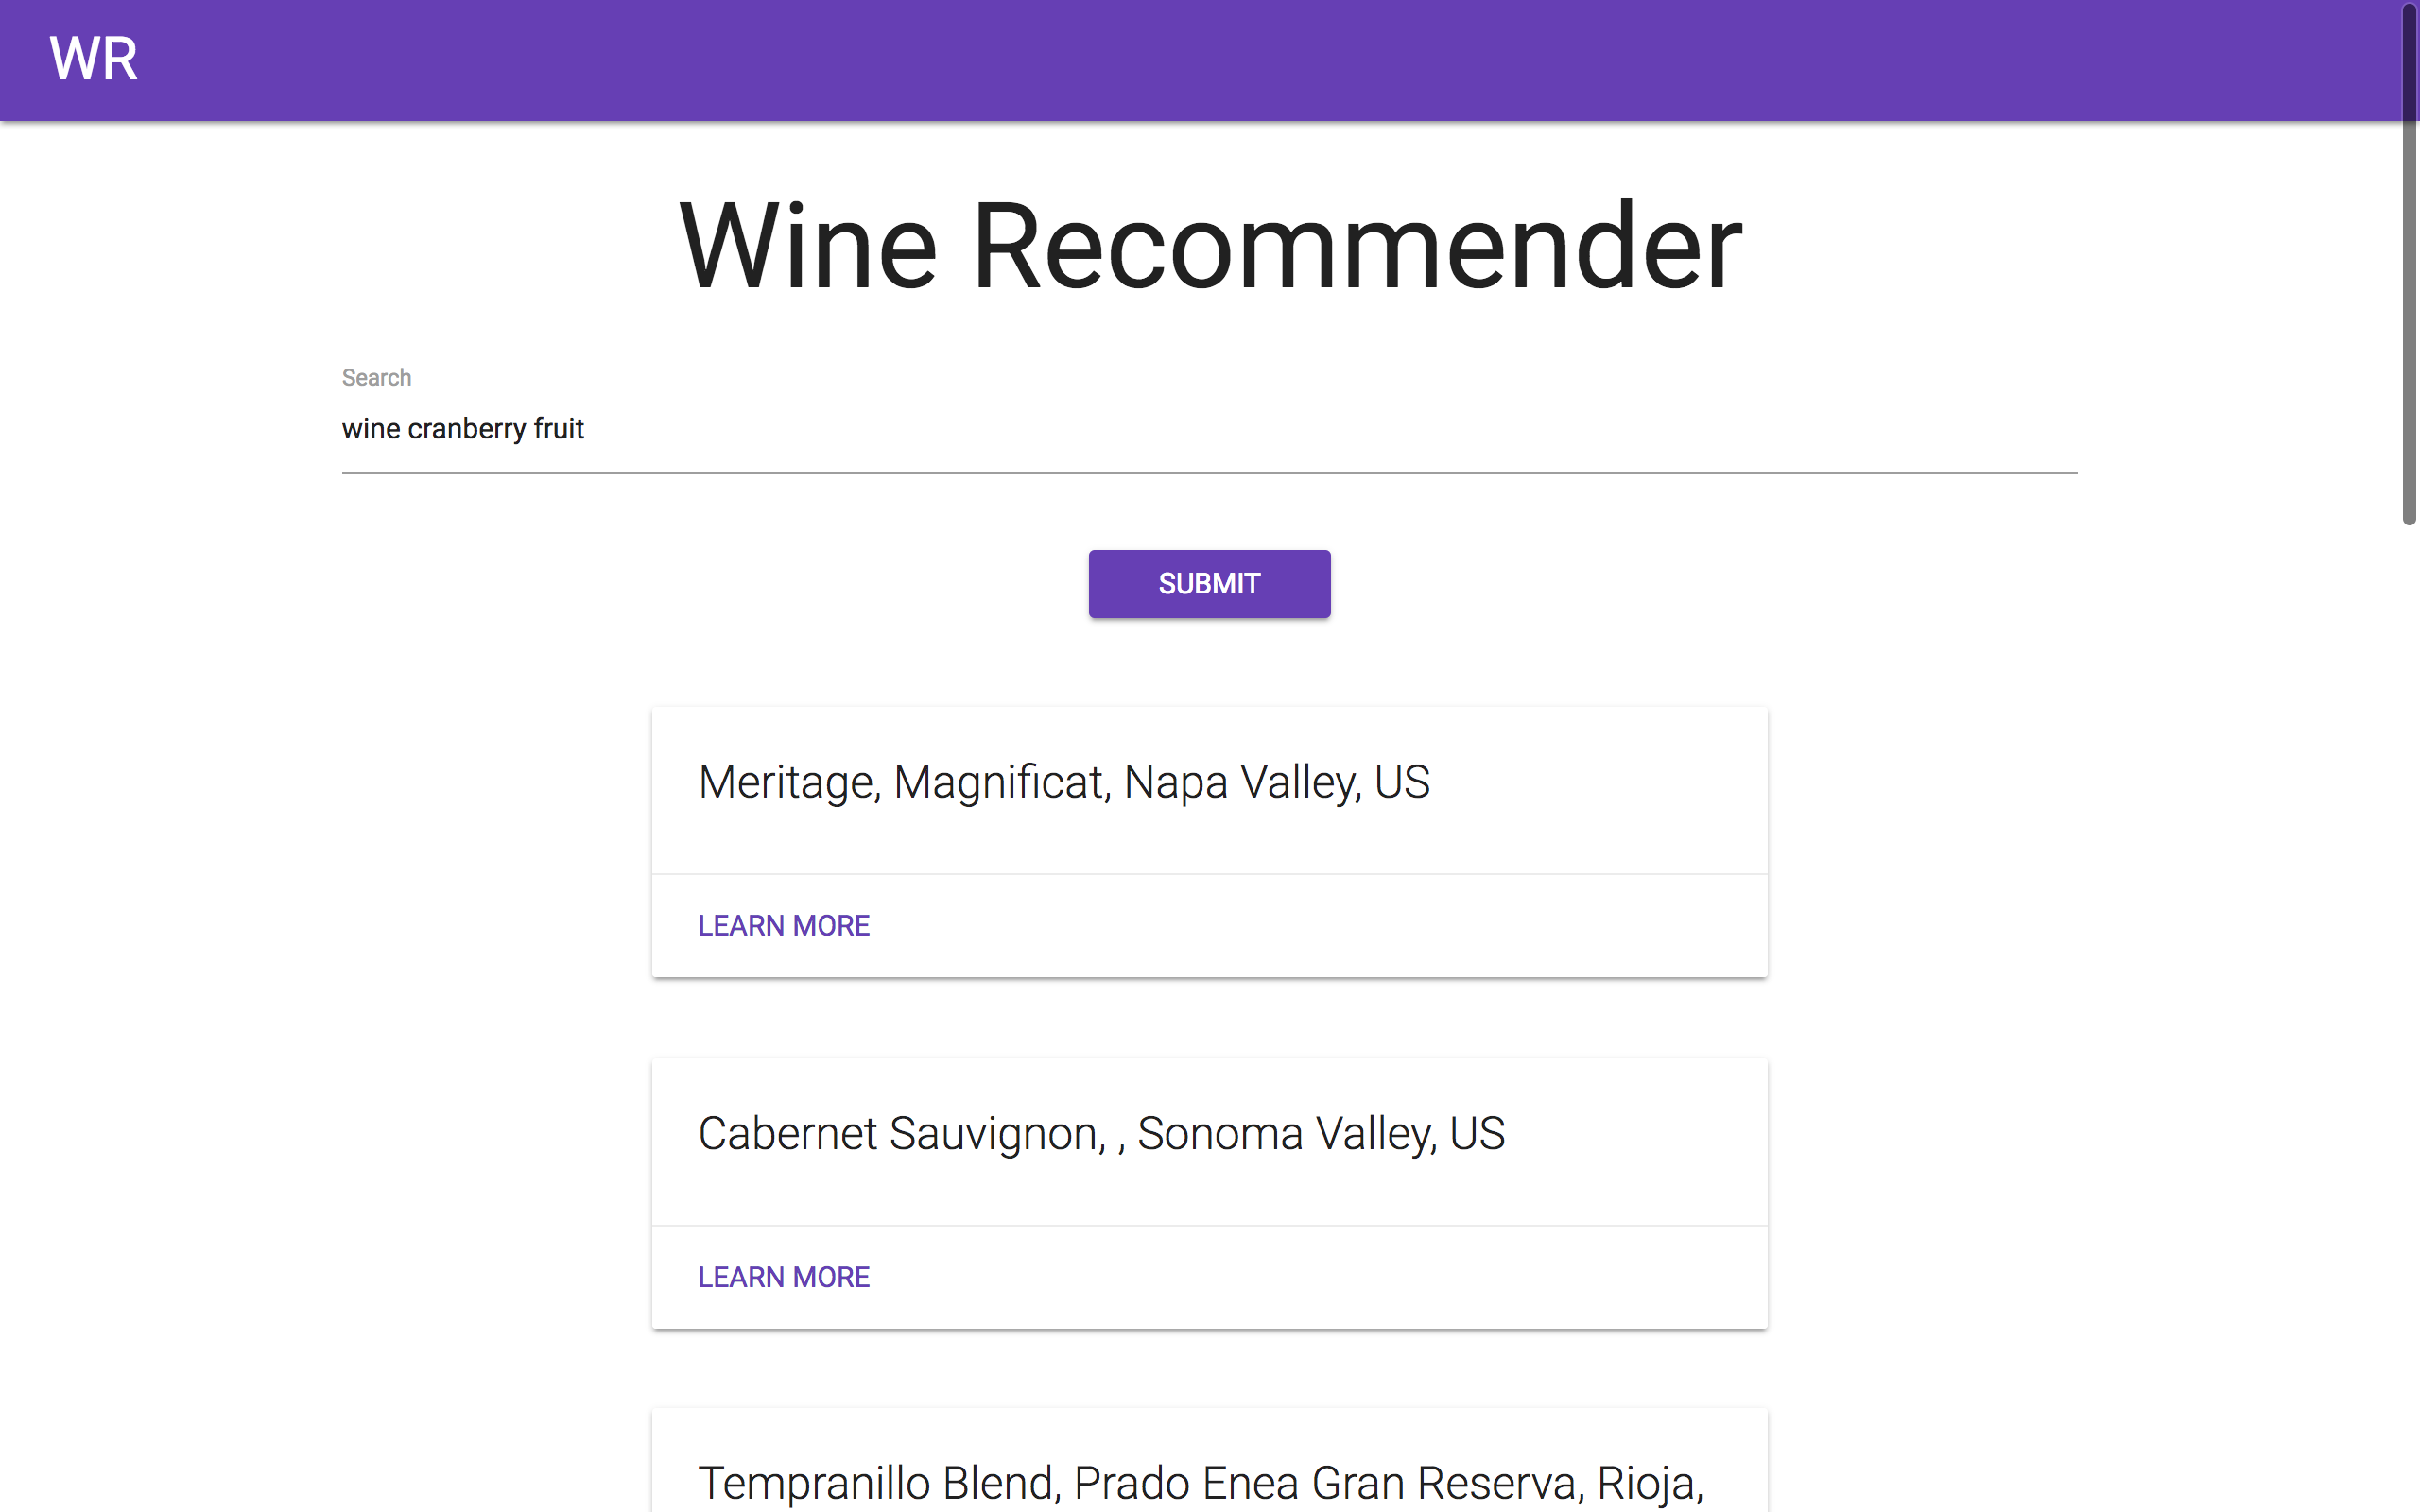 WR
Wine Recommender
Search
wine cranberry fruit
SUBMIT
Meritage, Magnificat, Napa Valley, US
LEARN MORE
Cabernet Sauvignon, , Sonoma Valley, US
LEARN MORE
Tempranillo Blend, Prado Enea Gran Reserva, Rioja,